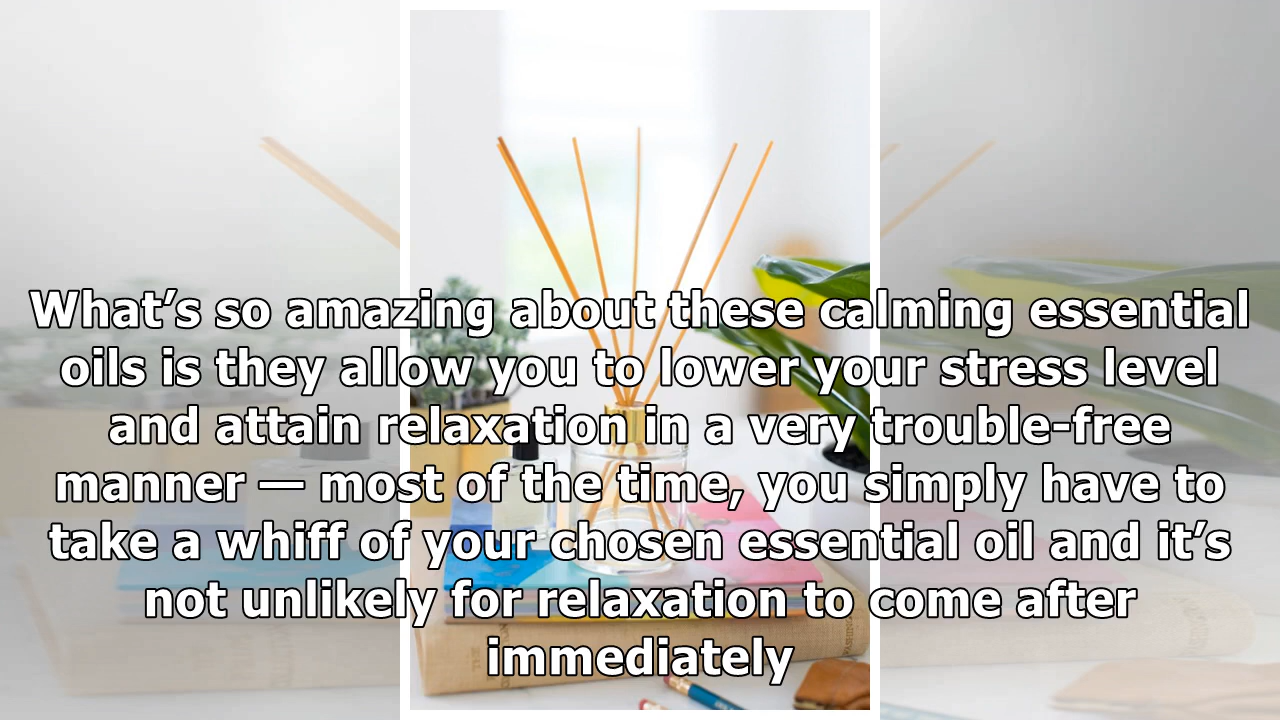 What’s so amazing about these calming essential
oils is they allow you to lower your stress level
and attain relaxation in a very trouble-free
manner — most of the time, you simply have to
take a whiff of your chosen essential oil and it’s
not unlikely for relaxation to come after
immediately